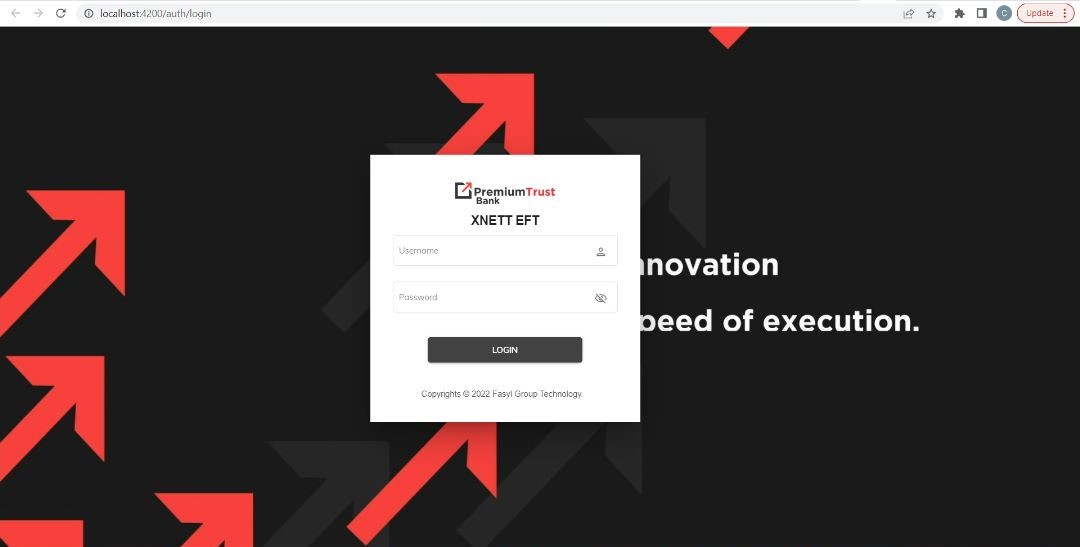 localhost:4200/auth/login
C
Update
PremiumTrust
Bank
XNETT EFT
Username
nnovation
Password
peed of execution.
LOGIN
Copyrights © 2022 Fasyl Group Technology.